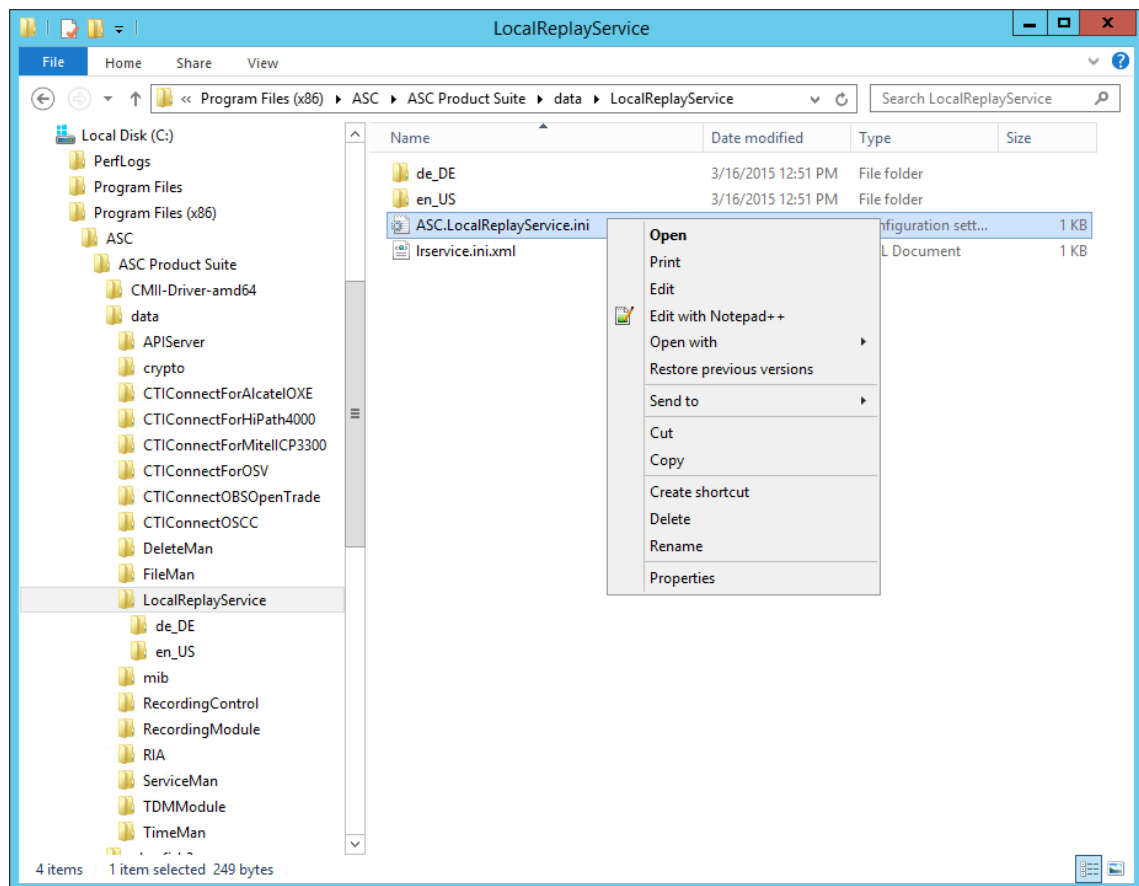 LocalReplayService
File Home Share View
« Program Files (x86) ASC ASC Product Suite data LocalReplayService Search LocalReplayService
Name Date modified Type Size
Local Disk (C:)
PerfLogs
Program Files
Program Files (x86)
ASC
ASC Product Suite
CMII-Driver-amd64
data
APIServer
crypto
CTIConnectForAlcatelOXE
CTIConnectForHiPath4000
CTIConnectForMitelICP3300
CTIConnectForOSV
CTIConnectOBSOpenTrade
CTIConnectOSCC
DeleteMan
FileMan
LocalReplayService
de_DE
en_US
mib
RecordingControl
RecordingModule
RIA
ServiceMan
TDMModule
TimeMan
de_DE 3/16/2015 12:51 PM File folder
en_US 3/16/2015 12:51 PM File folder
ASC.LocalReplayService.ini nfiguration sett... 1 KB
lrservice.ini.xml L Document 1 KB
Open
Print
Edit
Edit with Notepad++
Open with
Restore previous versions
Send to
Cut
Copy
Create shortcut
Delete
Rename
Properties
4 items 1 item selected 249 bytes